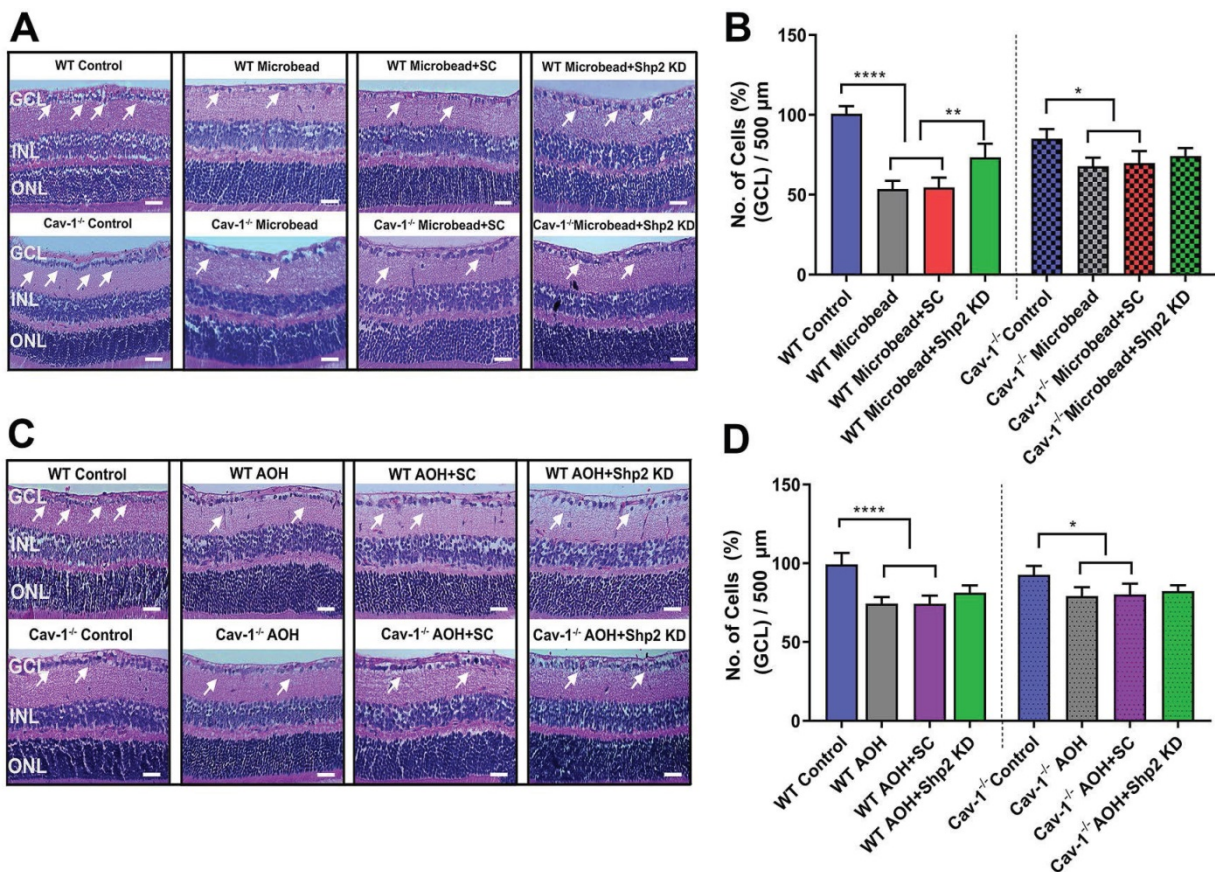 A
WT Control
WT Microbead
WT Microbead+SC
WT Microbead+Shp2 KD
GCL
INL
ONL
Cav-1⁻/⁻ Control
Cav-1⁻/⁻ Microbead
Cav-1⁻/⁻ Microbead+SC
Cav-1⁻/⁻Microbead+Shp2 KD
GCL
INL
ONL
B
No. of Cells (%)
(GCL) / 500 µm
150
100
50
0
****
**
*
WT Control
WT Microbead
WT Microbead+SC
WT Microbead+Shp2 KD
Cav-1⁻/⁻ Control
Cav-1⁻/⁻ Microbead
Cav-1⁻/⁻ Microbead+SC
Cav-1⁻/⁻Microbead+Shp2 KD
C
WT Control
WT AOH
WT AOH+SC
WT AOH+Shp2 KD
GCL
INL
ONL
Cav-1⁻/⁻ Control
Cav-1⁻/⁻ AOH
Cav-1⁻/⁻ AOH+SC
Cav-1⁻/⁻ AOH+Shp2 KD
GCL
INL
ONL
D
No. of Cells (%)
(GCL) / 500 µm
150
100
50
0
****
*
WT Control
WT AOH
WT AOH+SC
WT AOH+Shp2 KD
Cav-1⁻/⁻Control
Cav-1⁻/⁻ AOH
Cav-1⁻/⁻ AOH+SC
Cav-1⁻/⁻AOH+Shp2 KD